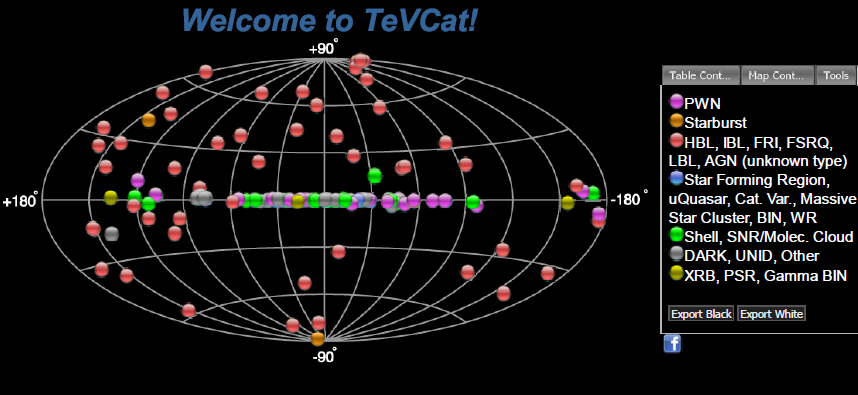 Welcome to TeVCat!
+90°
+180°
-180°
-90°
Table Cont...
Map Cont...
Tools
PWN
Starburst
HBL, IBL, FRI, FSRQ,
LBL, AGN (unknown type)
Star Forming Region,
uQuasar, Cat. Var., Massive
Star Cluster, BIN, WR
Shell, SNR/Molec. Cloud
DARK, UNID, Other
XRB, PSR, Gamma BIN
Export Black
Export White
f